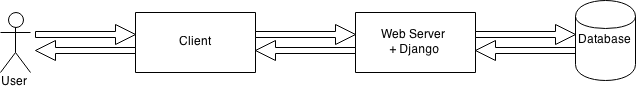 User
Client
Web Server
+ Django
Database